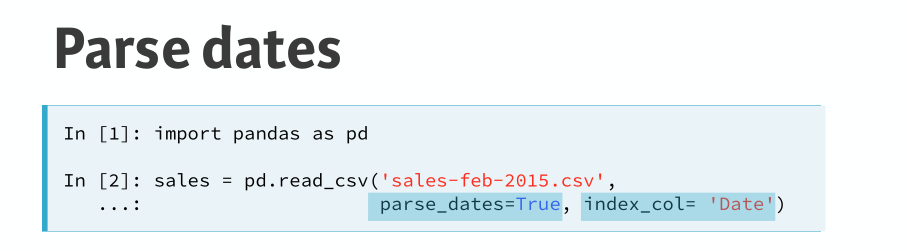 Parse dates
In [1]: import pandas as pd
In [2]: sales = pd.read_csv('sales-feb-2015.csv',
...: parse_dates=True, index_col= 'Date')